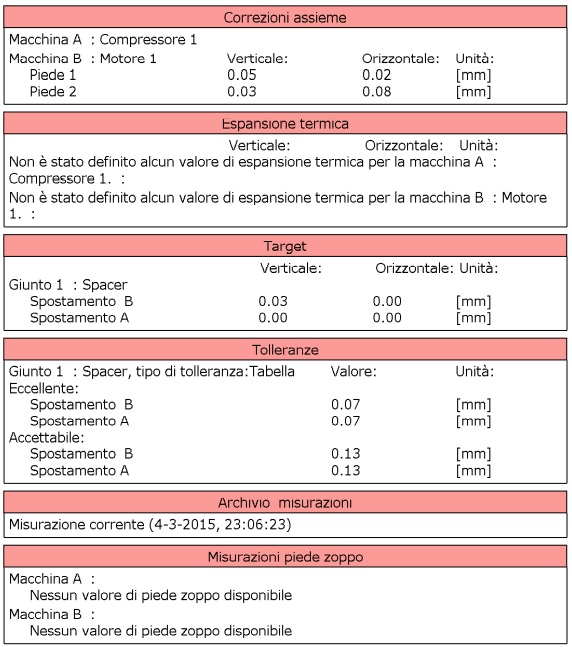 Correzioni assieme
Macchina A : Compressore 1
Macchina B : Motore 1 Verticale: Orizzontale: Unità:
Piede 1 0.05 0.02 [mm]
Piede 2 0.03 0.08 [mm]
Espansione termica
Verticale: Orizzontale: Unità:
Non è stato definito alcun valore di espansione termica per la macchina A :
Compressore 1. :
Non è stato definito alcun valore di espansione termica per la macchina B : Motore
1. :
Target
Verticale: Orizzontale: Unità:
Giunto 1 : Spacer
Spostamento B 0.03 0.00 [mm]
Spostamento A 0.00 0.00 [mm]
Tolleranze
Giunto 1 : Spacer, tipo di tolleranza:Tabella Valore: Unità:
Eccellente:
Spostamento B 0.07 [mm]
Spostamento A 0.07 [mm]
Accettabile:
Spostamento B 0.13 [mm]
Spostamento A 0.13 [mm]
Archivio misurazioni
Misurazione corrente (4-3-2015, 23:06:23)
Misurazioni piede zoppo
Macchina A :
Nessun valore di piede zoppo disponibile
Macchina B :
Nessun valore di piede zoppo disponibile